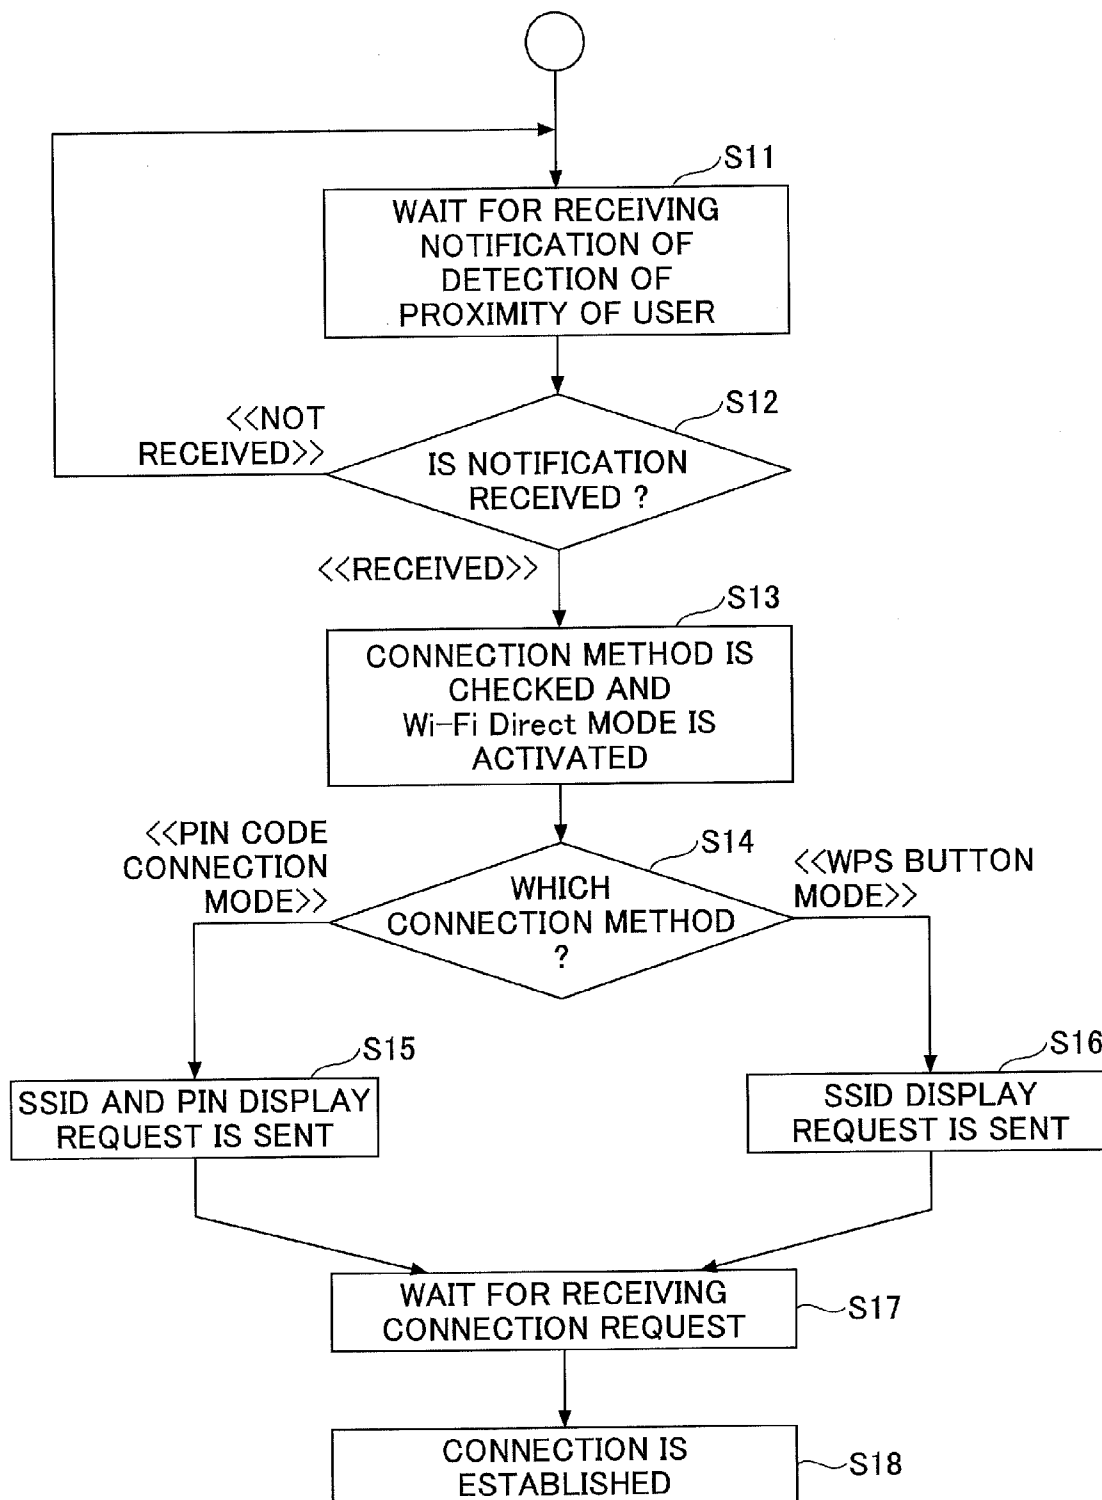 S11
WAIT FOR RECEIVING
NOTIFICATION OF
DETECTION OF
PROXIMITY OF USER
S12
<<NOT
RECEIVED>>
IS NOTIFICATION
RECEIVED ?
<<RECEIVED>>
S13
CONNECTION METHOD IS
CHECKED AND
Wi-Fi Direct MODE IS
ACTIVATED
<<PIN CODE
CONNECTION
MODE>>
S14
WHICH
CONNECTION METHOD
?
<<WPS BUTTON
MODE>>
S15
SSID AND PIN DISPLAY
REQUEST IS SENT
S16
SSID DISPLAY
REQUEST IS SENT
WAIT FOR RECEIVING
CONNECTION REQUEST
S17
CONNECTION IS
ESTABLISHED
S18